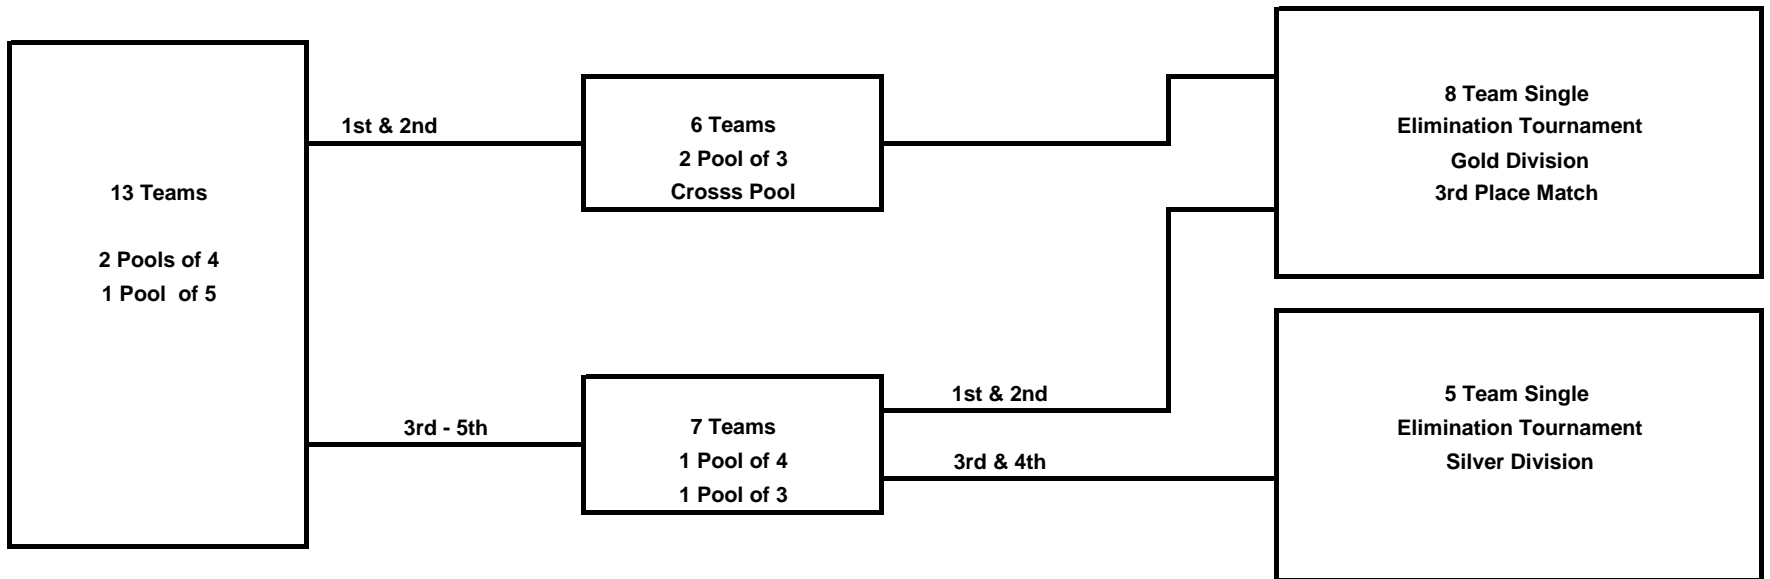 13 Teams
2 Pools of 4
1 Pool of 5
1st & 2nd
3rd - 5th
6 Teams
2 Pool of 3
Crosss Pool
7 Teams
1 Pool of 4
1 Pool of 3
1st & 2nd
3rd & 4th
8 Team Single
Elimination Tournament
Gold Division
3rd Place Match
5 Team Single
Elimination Tournament
Silver Division